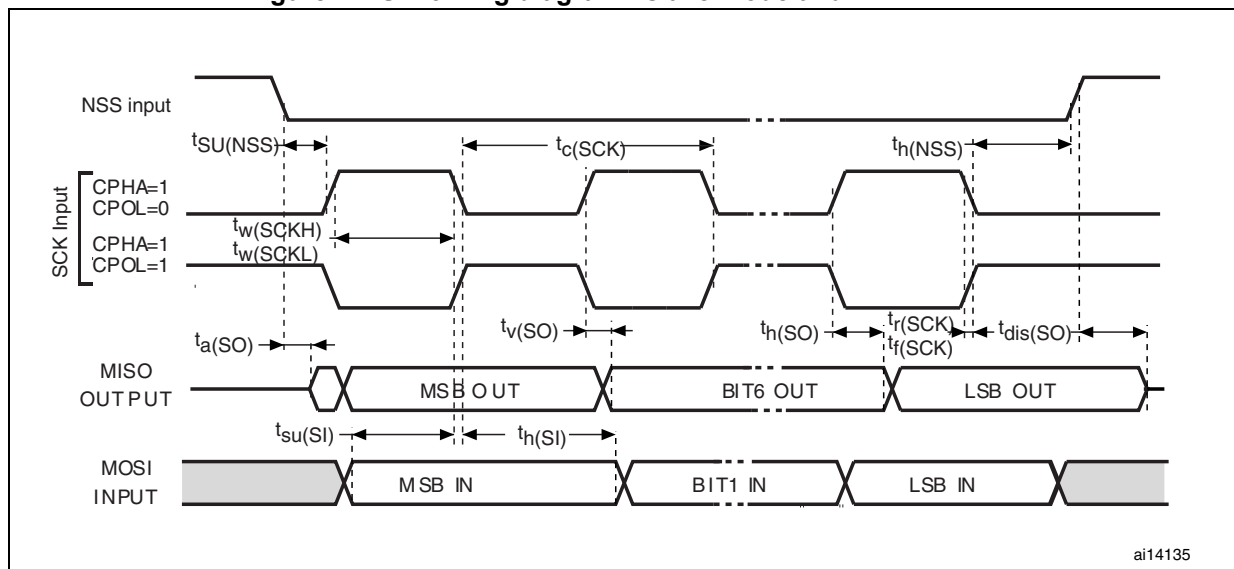 NSS input
tSU(NSS)
tc(SCK)
th(NSS)
SCK Input
CPHA=1
CPOL=0
tw(SCKH)
CPHA=1
tw(SCKL)
CPOL=1
ta(SO)
tv(SO)
th(SO)
tr(SCK)
tf(SCK)
tdis(SO)
MISO
OUTPUT
MSB OUT
BIT6 OUT
LSB OUT
tsu(SI)
th(SI)
MOSI
INPUT
MSB IN
BIT1 IN
LSB IN
ai14135